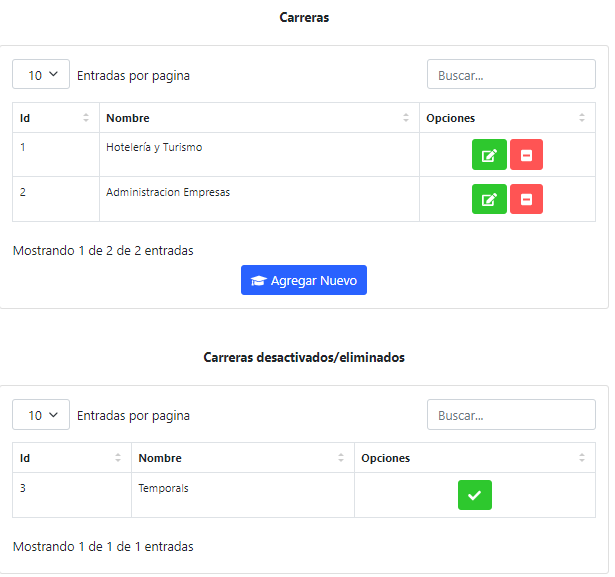 Carreras
10 Entradas por pagina Buscar...
Id Nombre Opciones
1 Hotelería y Turismo
2 Administracion Empresas
Mostrando 1 de 2 de 2 entradas
Agregar Nuevo
Carreras desactivados/eliminados
10 Entradas por pagina Buscar...
Id Nombre Opciones
3 Temporals
Mostrando 1 de 1 de 1 entradas